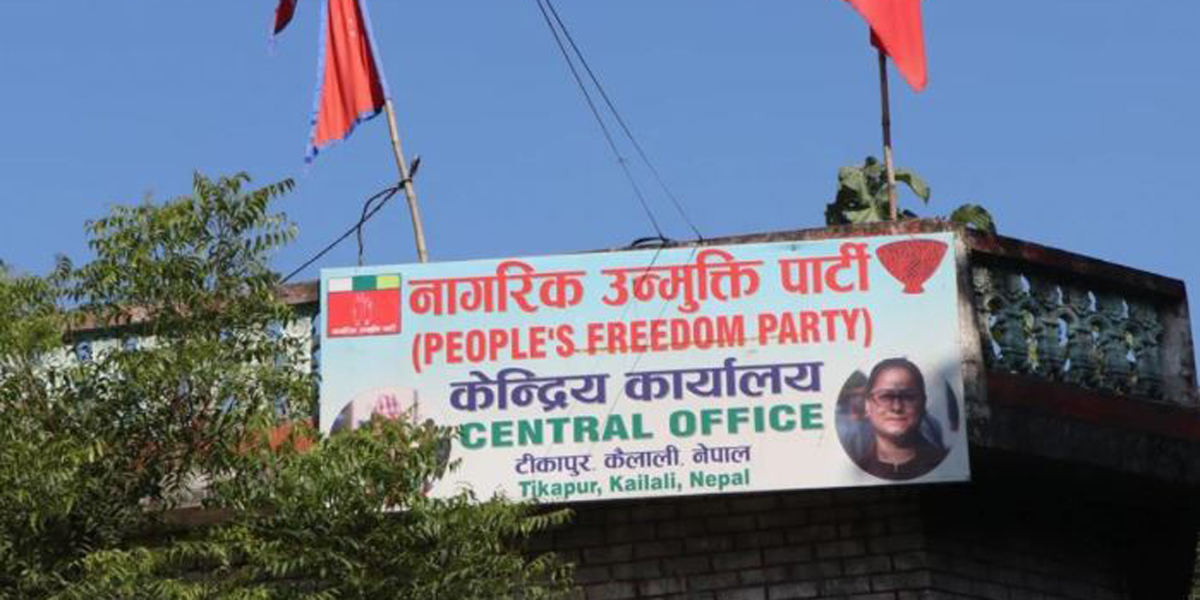 नागरिक उन्मुक्ति पार्टी
(PEOPLE'S FREEDOM PARTY)
केन्द्रिय कार्यालय
CENTRAL OFFICE
टीकापुर, कैलाली, नेपाल
Tikapur, Kailali, Nepal